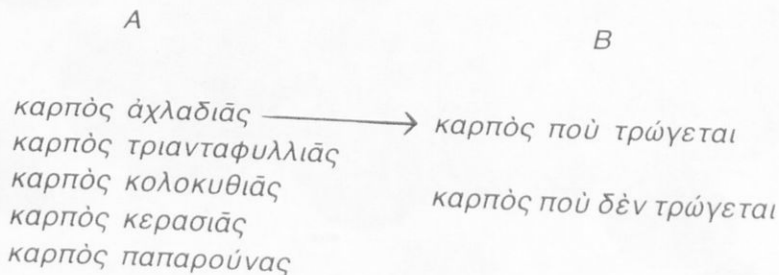 A
B
καρπὸς ἀχλαδιᾶς
καρπὸς τριανταφυλλιᾶς
καρπὸς κολοκυθιᾶς
καρπὸς κερασιᾶς
καρπὸς παπαρούνας
καρπὸς ποὺ τρώγεται
καρπὸς ποὺ δὲν τρώγεται